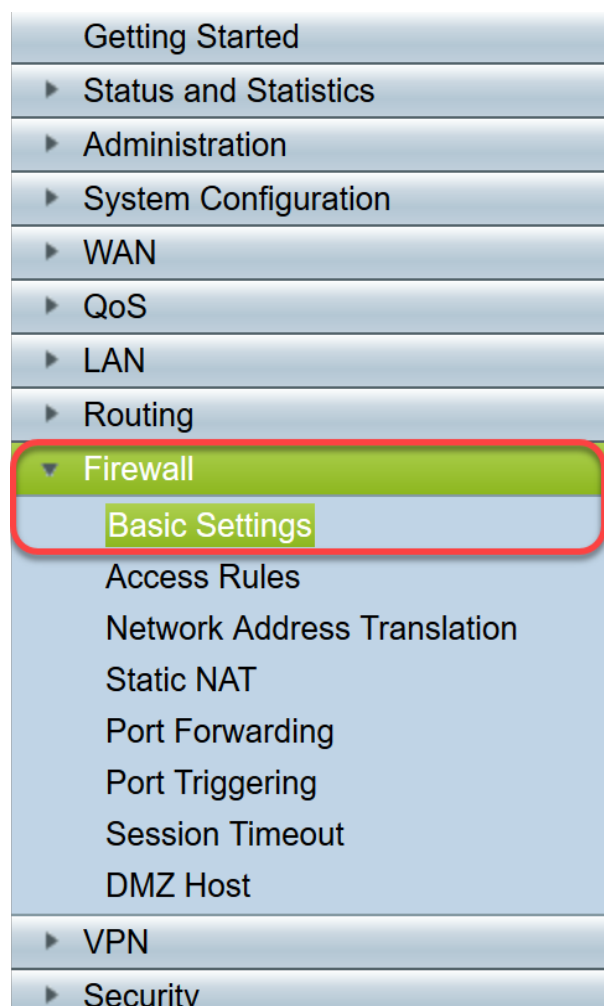 Getting Started
Status and Statistics
Administration
System Configuration
WAN
QoS
LAN
Routing
Firewall
Basic Settings
Access Rules
Network Address Translation
Static NAT
Port Forwarding
Port Triggering
Session Timeout
DMZ Host
VPN
Security